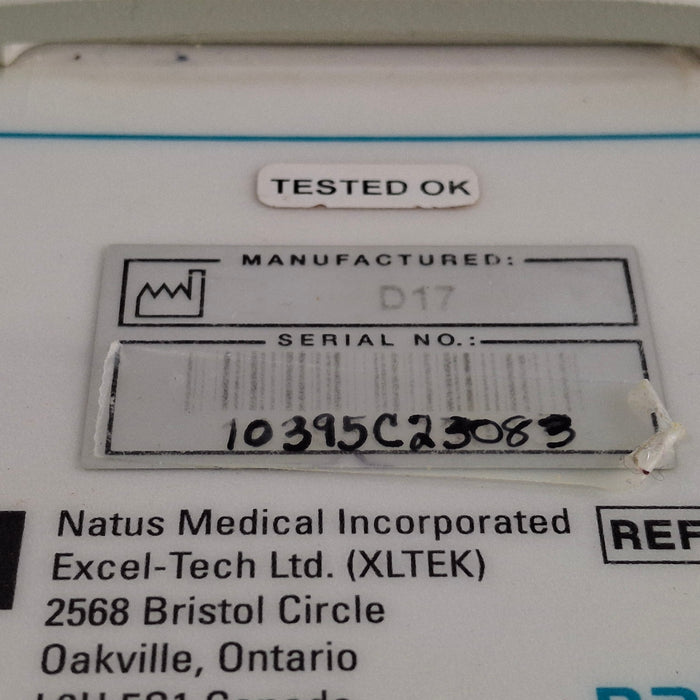 TESTED OK
MANUFACTURED:
D17
SERIAL NO.:
10395C23083
Natus Medical Incorporated
REF
Excel-Tech Ltd. (XLTEK)
2568 Bristol Circle
Oakville, Ontario
Canada